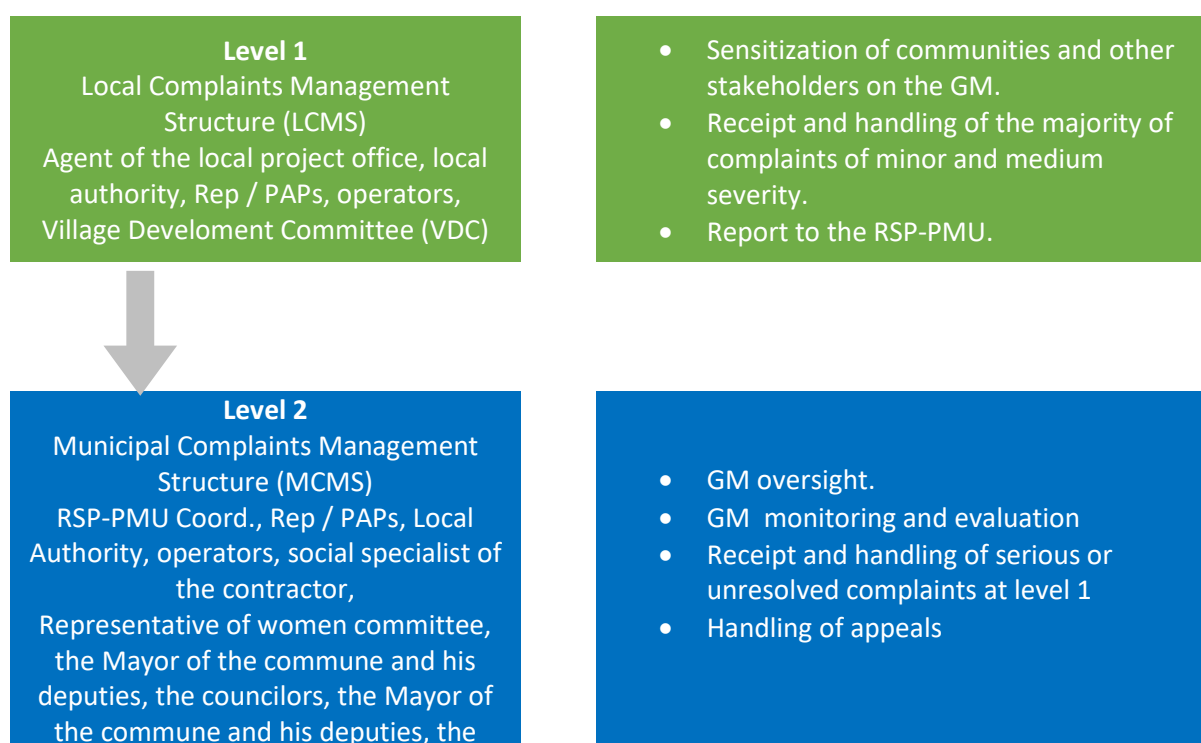 Level 1
Local Complaints Management
Structure (LCMS)
Agent of the local project office, local
authority, Rep / PAPs, operators,
Village Develoment Committee (VDC)
• Sensitization of communities and other
stakeholders on the GM.
• Receipt and handling of the majority of
complaints of minor and medium
severity.
• Report to the RSP-PMU.
Level 2
Municipal Complaints Management
Structure (MCMS)
RSP-PMU Coord., Rep / PAPs, Local
Authority, operators, social specialist of
the contractor,
Representative of women committee,
the Mayor of the commune and his
deputies, the councilors, the Mayor of
the commune and his deputies, the
• GM oversight.
• GM  monitoring and evaluation
• Receipt and handling of serious or
unresolved complaints at level 1
• Handling of appeals